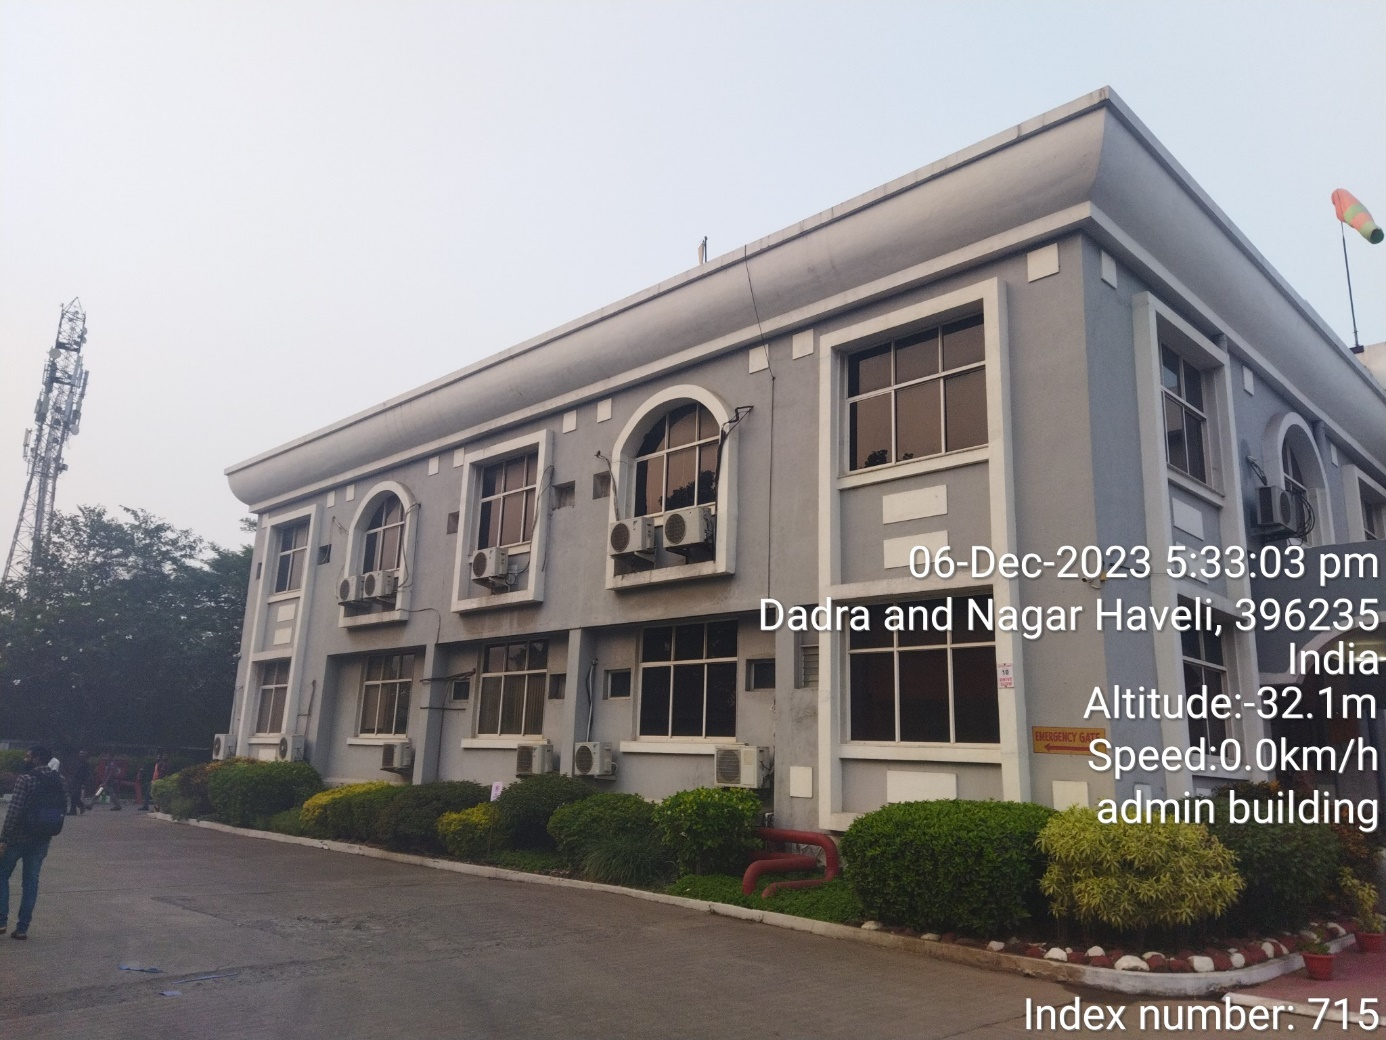 EMERGENCY GATE
06-Dec-2023 5:33:03 pm
Dadra and Nagar Haveli, 396235
India
Altitude:-32.1m
Speed:0.0km/h
admin building
Index number: 715